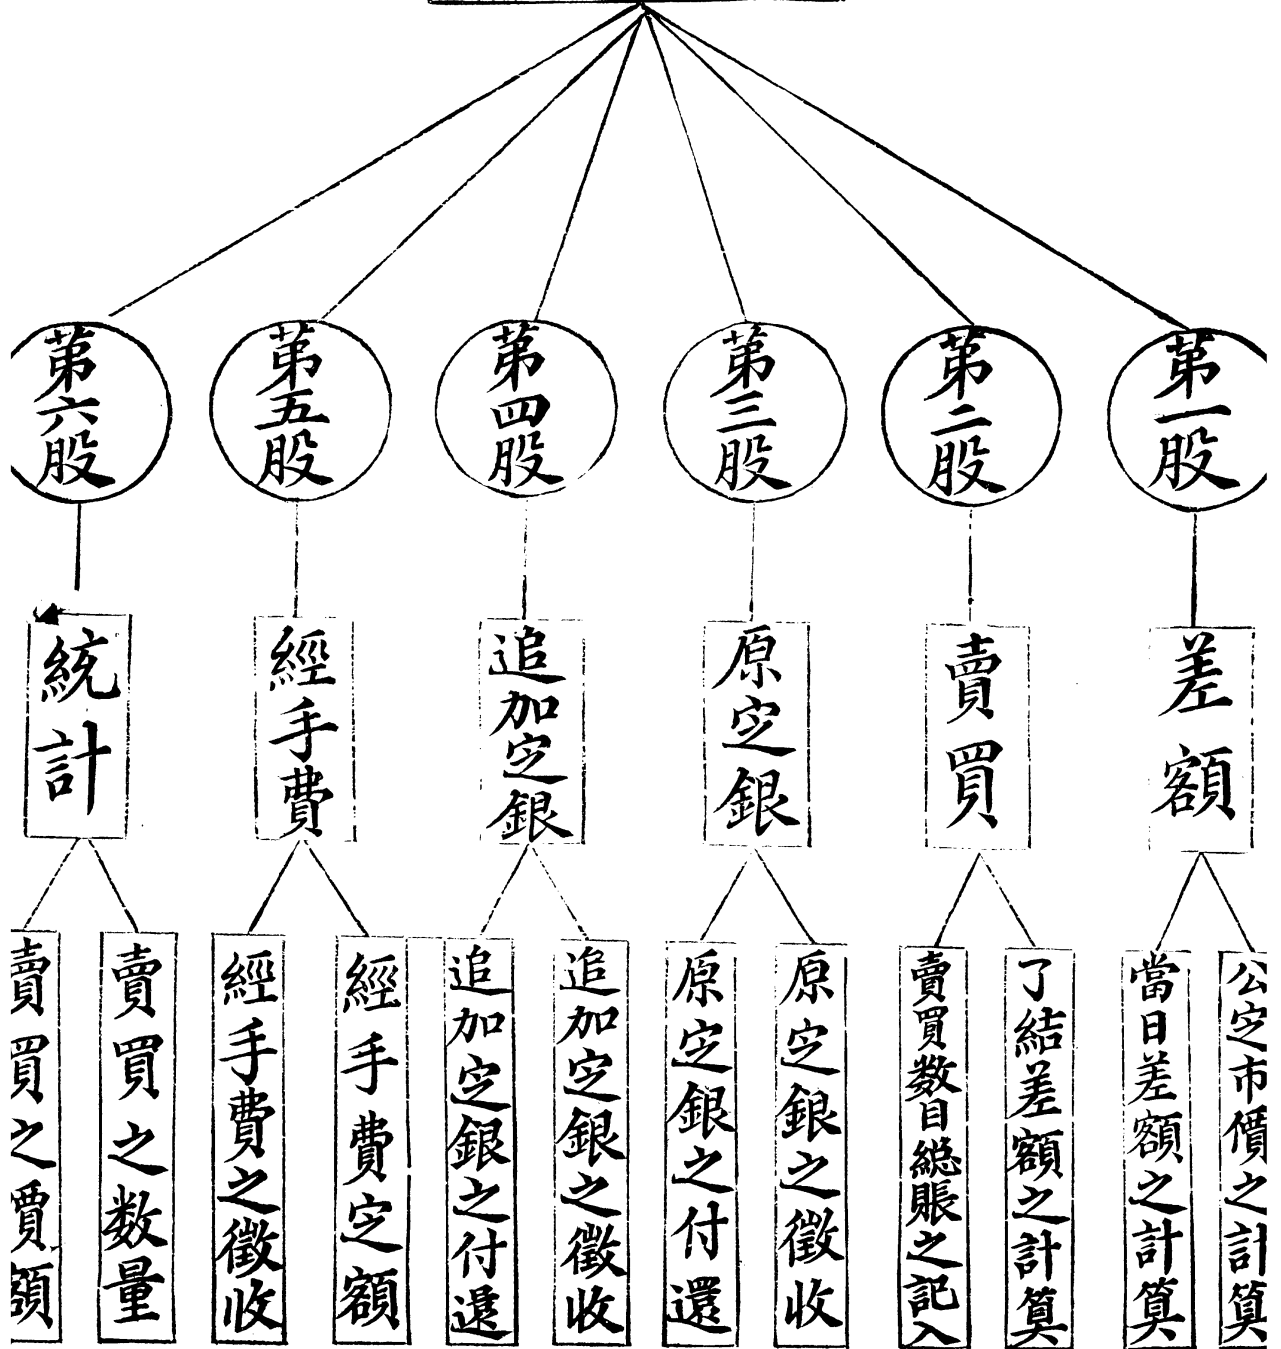 第一股
第二股
第三股
第四股
第五股
第六股
差額
賣買
原定銀
追加定銀
經手費
統計
公定市價之計算
當日差額之計算
了結差額之計算
賣買数目総賬之記入
原定銀之徵收
原定銀之付還
追加定銀之徵收
追加定銀之付還
經手費定額
經手費之徵收
賣買之数量
賣買之價額